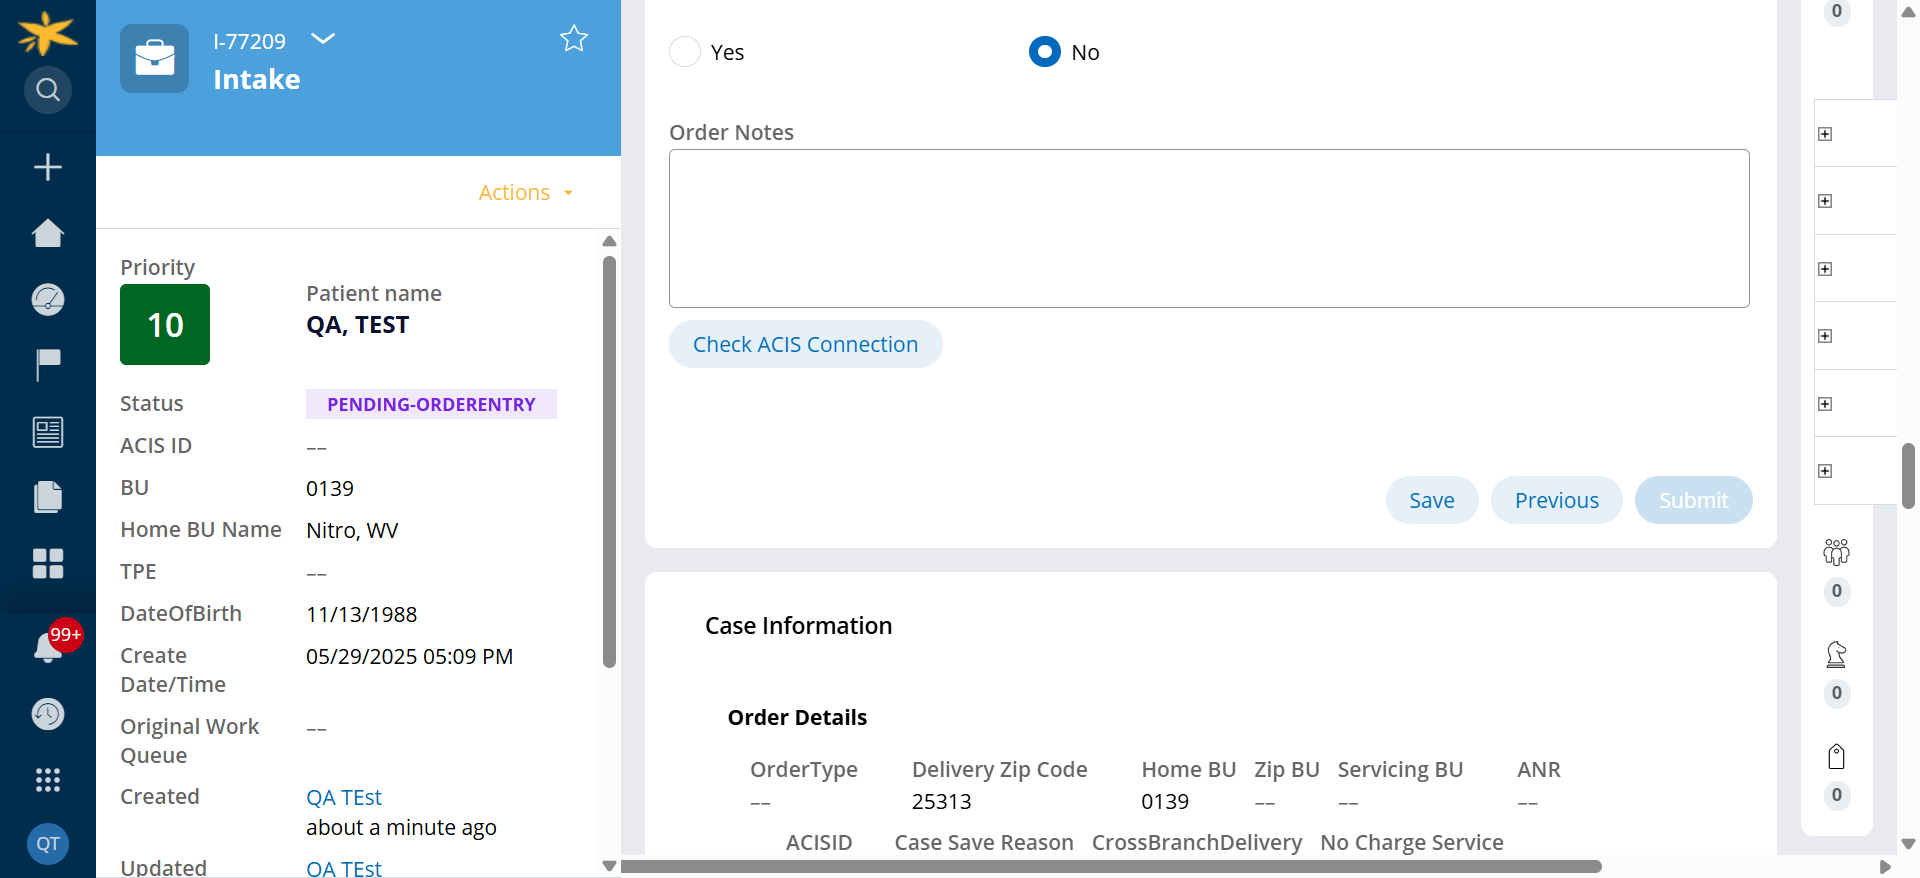 I-77209
Intake
Actions
Priority
10
Patient name
QA, TEST
Status
PENDING-ORDERENTRY
ACIS ID
––
BU
0139
Home BU Name
Nitro, WV
TPE
––
DateOfBirth
11/13/1988
Create
Date/Time
05/29/2025 05:09 PM
Original Work
Queue
––
Created
QA TEst
about a minute ago
Updated
QA TEst
99+
QT
Yes
No
Order Notes
Check ACIS Connection
Save
Previous
Submit
Case Information
Order Details
OrderType
Delivery Zip Code
Home BU
Zip BU
Servicing BU
ANR
––
25313
0139
––
––
––
ACISID
Case Save Reason
CrossBranchDelivery
No Charge Service
0
0
0
0